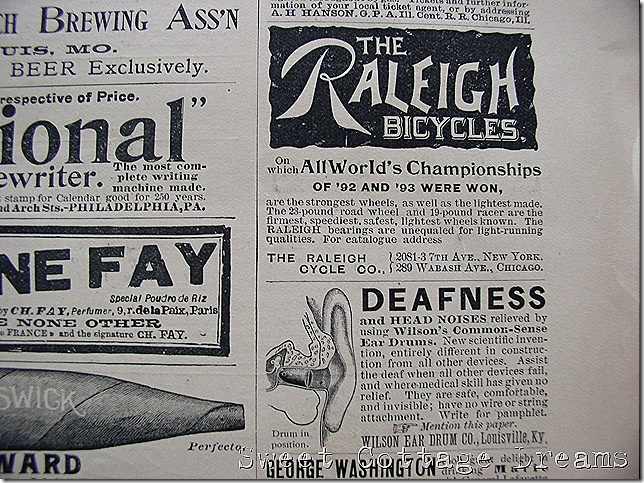 CH BREWING ASS'N
UIS, MO.
BEER Exclusively.
respective of Price.
ional"
ewriter.
The most com-
plete writing
machine made.
stamp for Calendar good for 250 years.
nd Arch Sts.-PHILADELPHIA, PA.
NE FAY
Special Poudre de Riz
by CH. FAY, Perfumer, 9, r. de la Paix, Paris
E NONE OTHER
FRANCE» and the signature CH. FAY.
SWICK
Perfecto.
WARD
mation of your local ticket agent, or by addressing
A. H. HANSON, G. P. A. Ill. Cent. R. R. Chicago, Ill.
THE
RALEIGH
BICYCLES.
On
which All World's Championships
OF '92 AND '93 WERE WON,
are the strongest wheels, as well as the lightest made.
The 23-pound road wheel and 19-pound racer are the
firmest, speediest, safest, lightest wheels known. The
RALEIGH bearings are unequaled for light-running
qualities. For catalogue address
THE RALEIGH
CYCLE CO.,
2081-3 7TH AVE., NEW YORK.
289 WABASH AVE., CHICAGO.
DEAFNESS
and HEAD NOISES relieved by
using Wilson's Common-Sense
Ear Drums. New scientific inven-
tion, entirely different in construc-
tion from all other devices. Assist
the deaf when all other devices fail,
and where medical skill has given no
relief. They are safe, comfortable,
and invisible; have no wire or string
attachment. Write for pamphlet.
Mention this paper.
WILSON EAR DRUM CO., Louisville, KY.
Drum in
position.
GEORGE WASHINGTON
Sweet Cottage Dreams